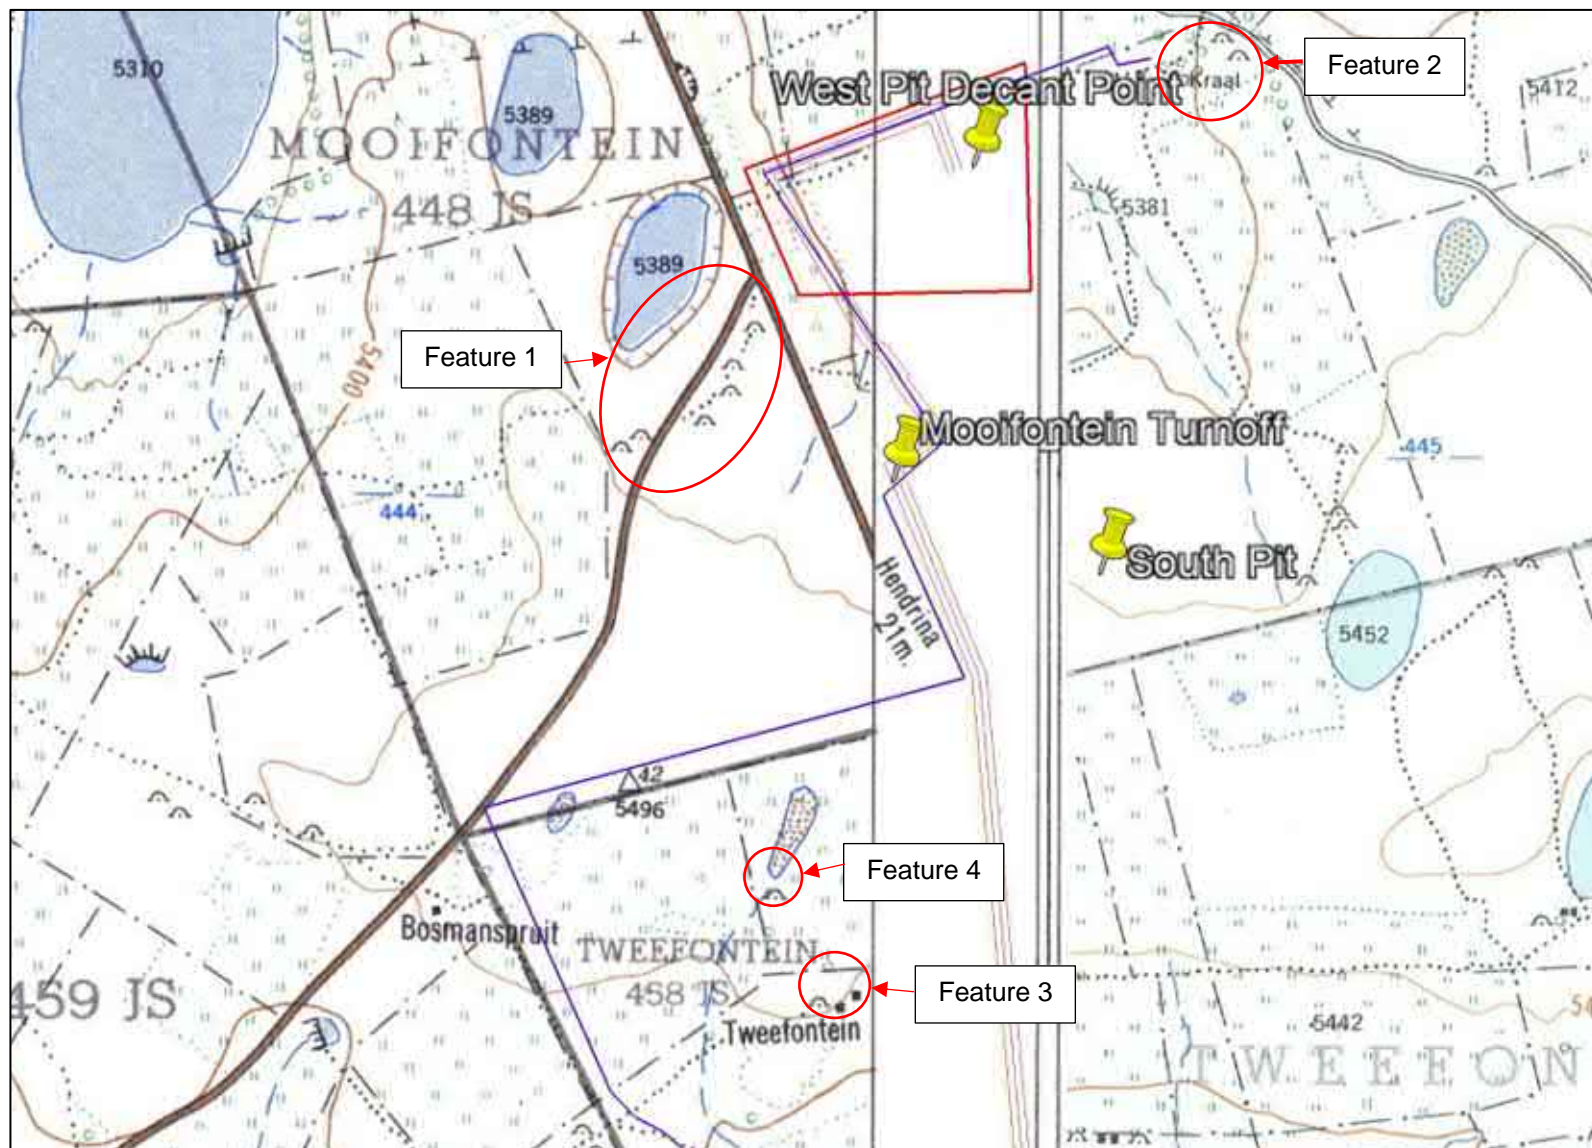 5310
5389
MOOIFONTEIN
448 JS
West Pit Decant Point
Kraal
Feature 2
5412
5381
5389
Feature 1
5400
Mooifontein Turnoff
445
444
South Pit
Hendrina
21 m.
5452
42
5496
Feature 4
Bosmanspruit
TWEEFONTEIN
458 JS
Feature 3
459 JS
Tweefontein
5442
54
TWEEFON